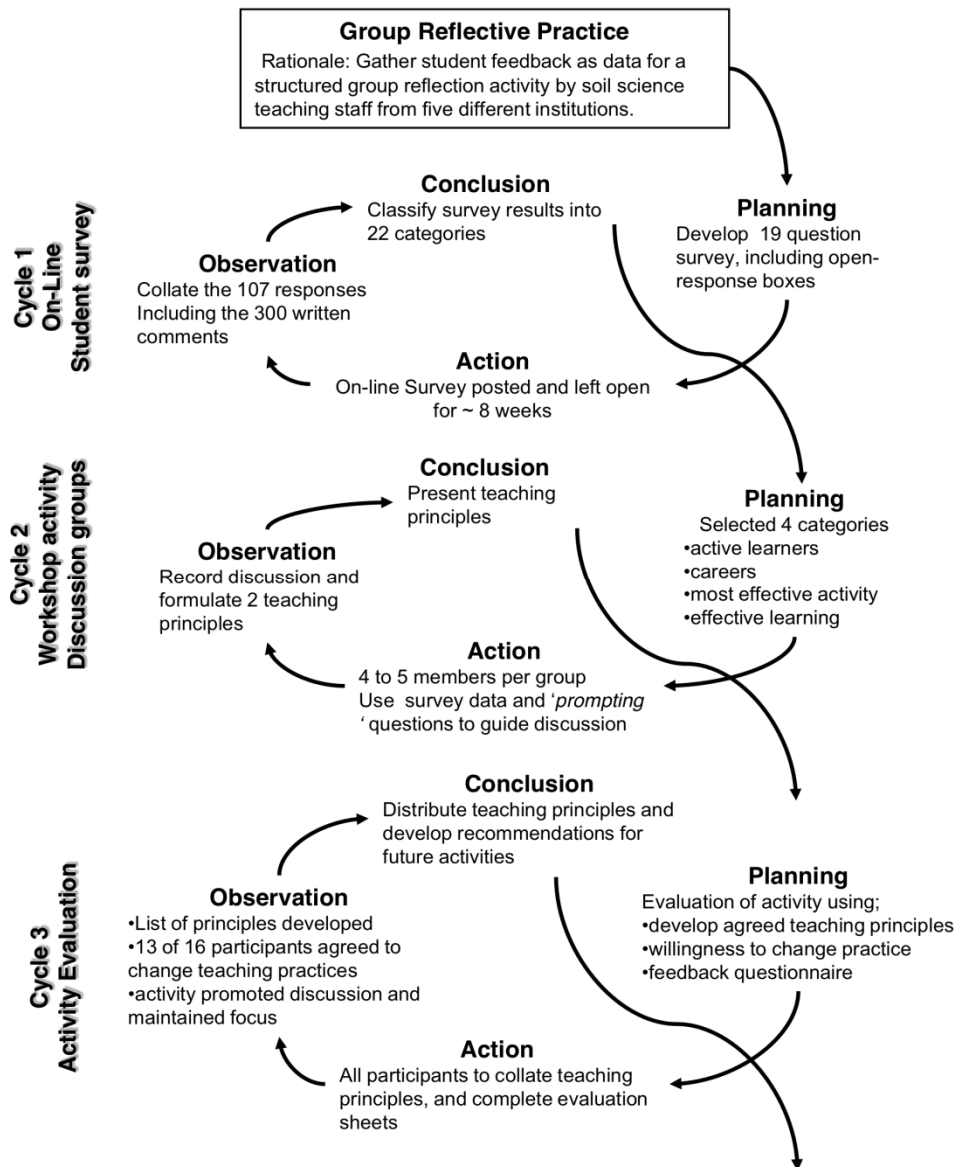 Group Reflective Practice
Rationale: Gather student feedback as data for a
structured group reflection activity by soil science
teaching staff from five different institutions.
Cycle 1
On-Line
Student survey
Planning
Develop 19 question
survey, including open-
response boxes
Action
On-line Survey posted and left open
for ~ 8 weeks
Observation
Collate the 107 responses
Including the 300 written
comments
Conclusion
Classify survey results into
22 categories
Cycle 2
Workshop activity
Discussion groups
Planning
Selected 4 categories
•active learners
•careers
•most effective activity
•effective learning
Action
4 to 5 members per group
Use survey data and ‘prompting
‘ questions to guide discussion
Observation
Record discussion and
formulate 2 teaching
principles
Conclusion
Present teaching
principles
Cycle 3
Activity Evaluation
Planning
Evaluation of activity using;
•develop agreed teaching principles
•willingness to change practice
•feedback questionnaire
Action
All participants to collate teaching
principles, and complete evaluation
sheets
Observation
•List of principles developed
•13 of 16 participants agreed to
change teaching practices
•activity promoted discussion and
maintained focus
Conclusion
Distribute teaching principles and
develop recommendations for
future activities